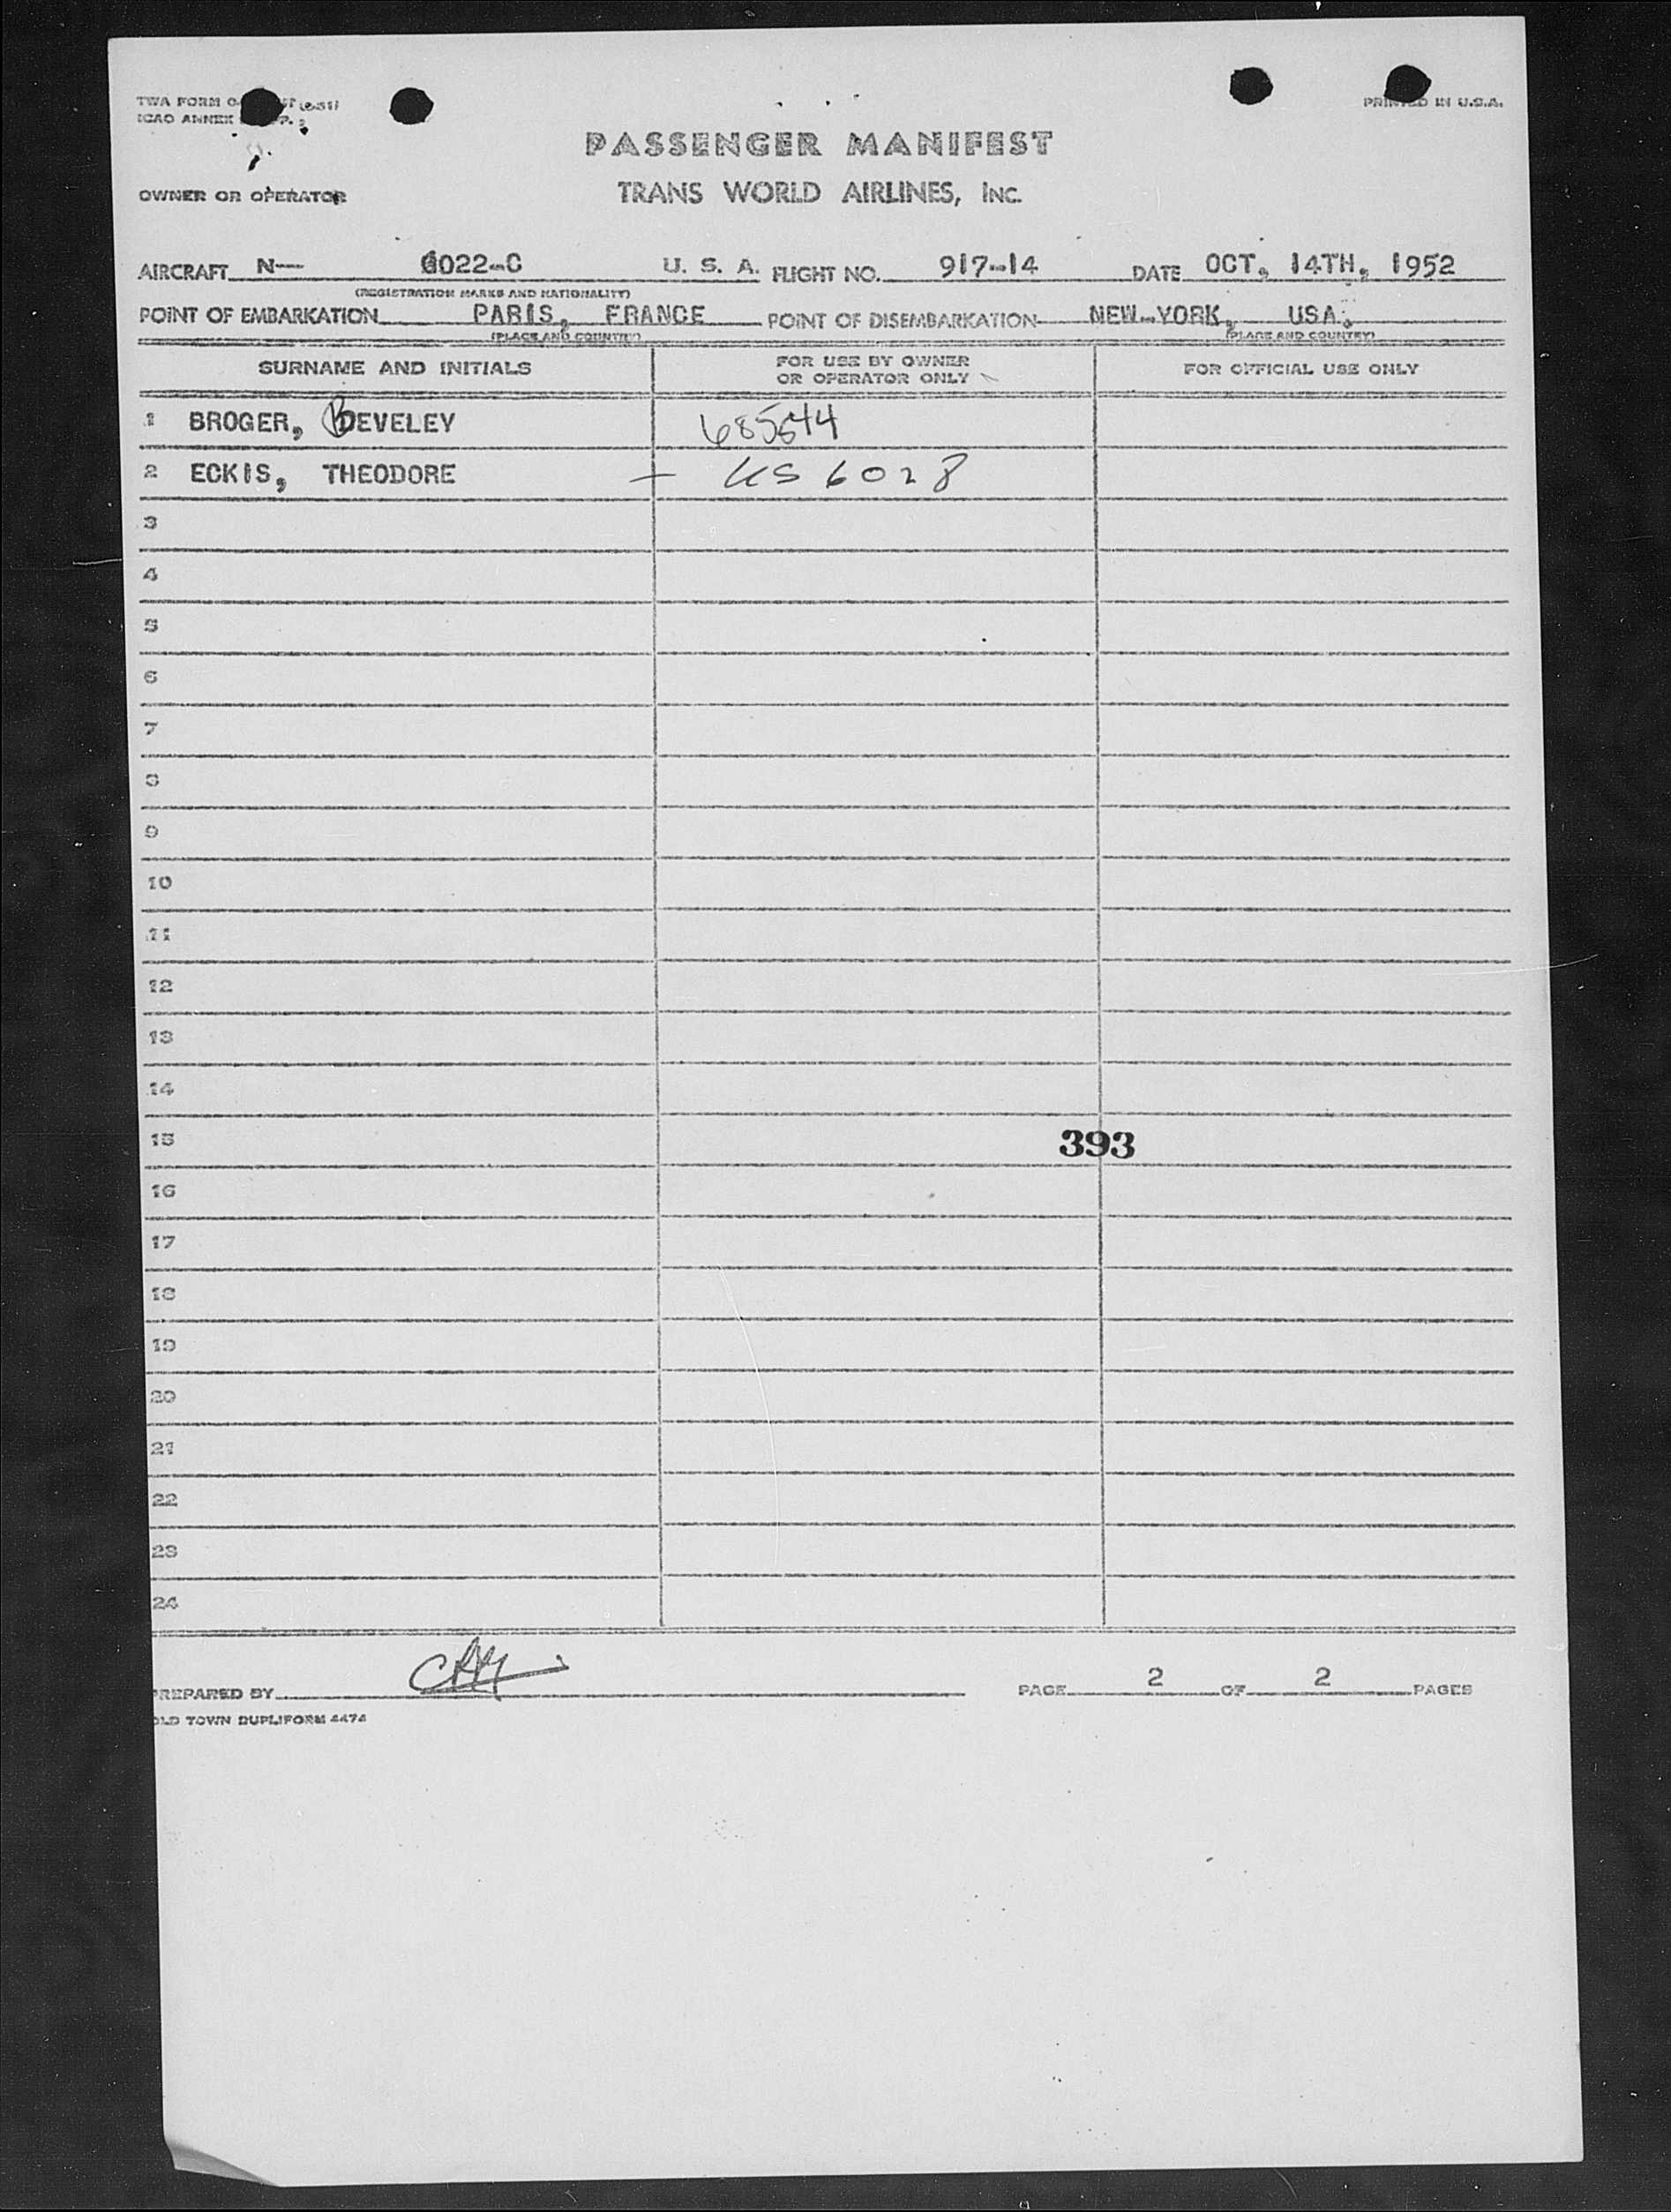 TWA FORM O- (6-51)
ICAO ANNEX P. 2
PRINTED IN U.S.A.
PASSENGER MANIFEST
OWNER OR OPERATOR TRANS WORLD AIRLINES, INC.
AIRCRAFT N— 6022-C U. S. A. FLIGHT NO. 917-14 DATE OCT. 14TH, 1952
(REGISTRATION MARKS AND NATIONALITY)
POINT OF EMBARKATION PARIS, FRANCE POINT OF DISEMBARKATION NEW-YORK, USA.
(PLACE AND COUNTRY) (PLACE AND COUNTRY)
SURNAME AND INITIALS FOR USE BY OWNER OR OPERATOR ONLY FOR OFFICIAL USE ONLY
1 BROGER, BEVELEY 685544
2 ECKIS, THEODORE – US 6028
3
4
5
6
7
8
9
10
11
12
13
14
15 393
16
17
18
19
20
21
22
23
24
PREPARED BY PAGE 2 OF 2 PAGES
OLD TOWN DUPLIFORM 4474